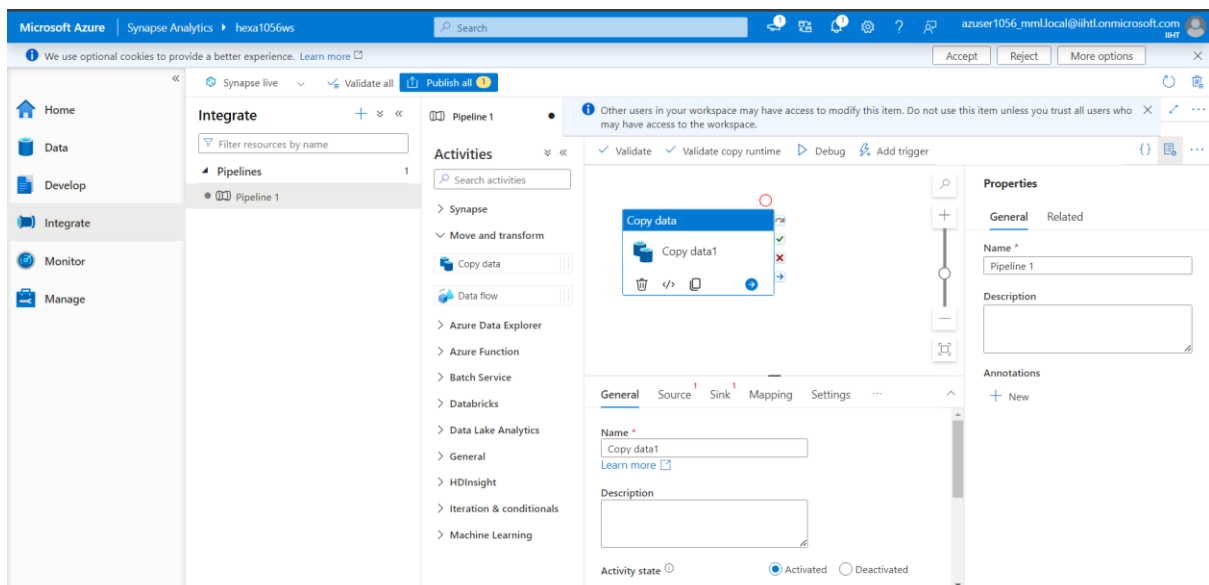 Microsoft Azure
Synapse Analytics
hexa1056ws
Search
azuser1056_mml.local@iihtl.onmicrosoft.com
IIHT
We use optional cookies to provide a better experience. Learn more
Accept
Reject
More options
Synapse live
Validate all
Publish all 1
Home
Data
Develop
Integrate
Monitor
Manage
Integrate
Filter resources by name
Pipelines
1
Pipeline 1
Pipeline 1
Activities
Search activities
Synapse
Move and transform
Copy data
Data flow
Azure Data Explorer
Azure Function
Batch Service
Databricks
Data Lake Analytics
General
HDInsight
Iteration & conditionals
Machine Learning
Other users in your workspace may have access to modify this item. Do not use this item unless you trust all users who
may have access to the workspace.
Validate
Validate copy runtime
Debug
Add trigger
Copy data
Copy data1
General
Source 1
Sink 1
Mapping
Settings
Name *
Copy data1
Learn more
Description
Activity state
Activated
Deactivated
Properties
General
Related
Name *
Pipeline 1
Description
Annotations
New